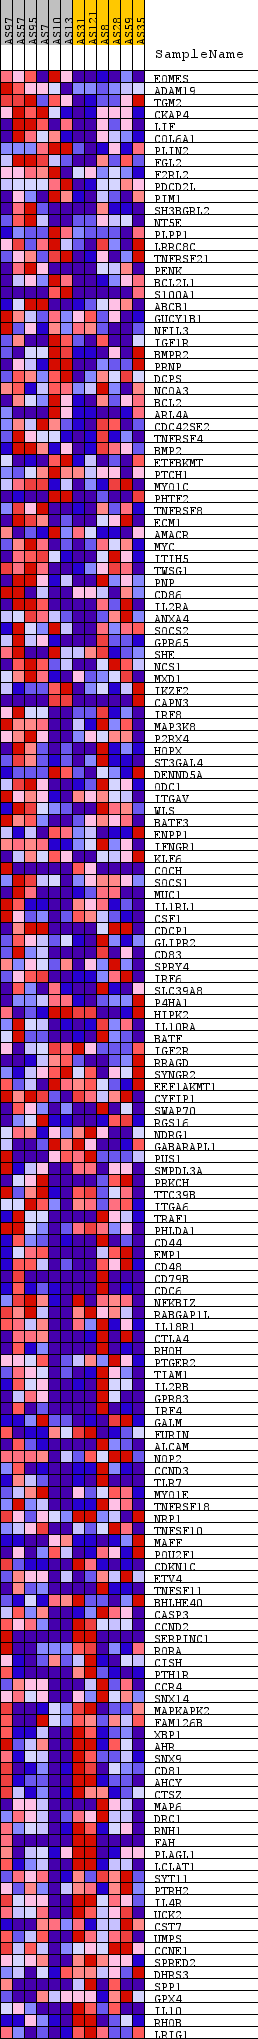 AS97
AS57
AS95
AS7
AS10
AS13
AS31
AS121
AS8
AS28
AS59
AS35
SampleName
EOMES
ADAM19
TGM2
CKAP4
LIF
COL6A1
PLIN2
FGL2
F2RL2
PDCD2L
PIM1
SH3BGRL2
NT5E
PLPP1
LRRC8C
TNFRSF21
PENK
BCL2L1
S100A1
ABCB1
GUCY1B1
NFIL3
IGF1R
BMPR2
PRNP
DCPS
NCOA3
BCL2
ARL4A
CDC42SE2
TNFRSF4
BMP2
ETFBKMT
PTCH1
MYO1C
PHTF2
TNFRSF8
ECM1
AMACR
MYC
ITIH5
TWSG1
PNP
CD86
IL2RA
ANXA4
SOCS2
GPR65
SHE
NCS1
MXD1
IKZF2
CAPN3
IRF8
MAP3K8
P2RX4
HOPX
ST3GAL4
DENND5A
ODC1
ITGAV
WLS
BATF3
ENPP1
IFNGR1
KLF6
COCH
SOCS1
MUC1
IL1RL1
CSF1
CDCP1
GLIPR2
CD83
SPRY4
IRF6
SLC39A8
P4HA1
HIPK2
IL10RA
BATF
IGF2R
RRAGD
SYNGR2
EEF1AKMT1
CYFIP1
SWAP70
RGS16
NDRG1
GABARAPL1
PUS1
SMPDL3A
PRKCH
TTC39B
ITGA6
TRAF1
PHLDA1
CD44
EMP1
CD48
CD79B
CDC6
NFKBIZ
RABGAP1L
IL18R1
CTLA4
RHOH
PTGER2
TIAM1
IL2RB
GPR83
IRF4
GALM
FURIN
ALCAM
NOP2
CCND3
TLR7
MYO1E
TNFRSF18
NRP1
TNFSF10
MAFF
POU2F1
CDKN1C
ETV4
TNFSF11
BHLHE40
CASP3
CCND2
SERPINC1
RORA
CISH
PTH1R
CCR4
SNX14
MAPKAPK2
FAM126B
XBP1
AHR
SNX9
CD81
AHCY
CTSZ
MAP6
DRC1
RNH1
FAH
PLAGL1
LCLAT1
SYT11
PTRH2
IL4R
UCK2
CST7
UMPS
CCNE1
SPRED2
DHRS3
SPP1
GPX4
IL10
RHOB
LRIG1